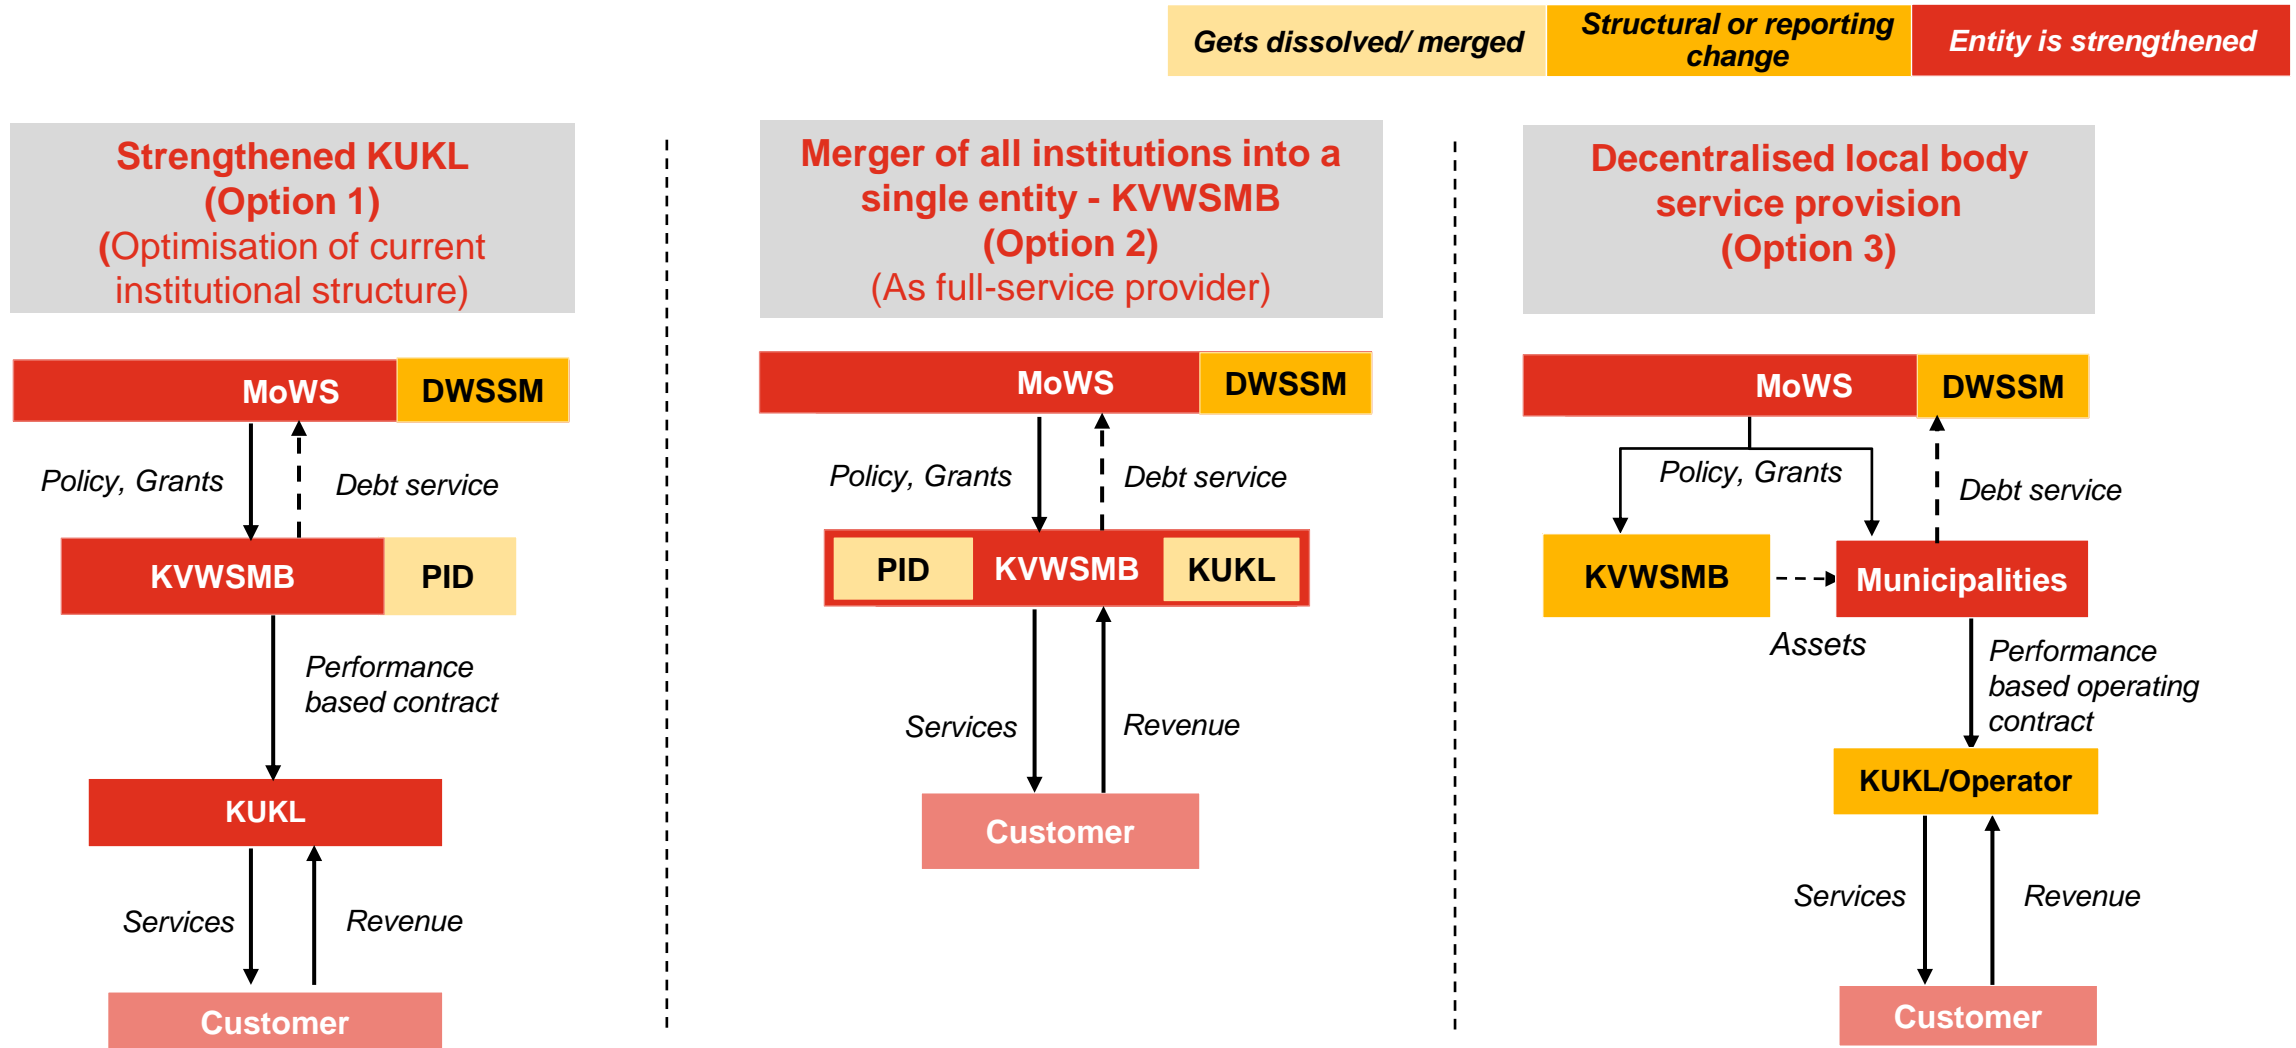 Gets dissolved/ merged
Structural or reporting
change
Entity is strengthened
Strengthened KUKL
(Option 1)
(Optimisation of current
institutional structure)
MoWS
DWSSM
Policy, Grants
Debt service
KVWSMB
PID
Performance
based contract
KUKL
Services
Revenue
Customer
Merger of all institutions into a
single entity - KVWSMB
(Option 2)
(As full-service provider)
MoWS
DWSSM
Policy, Grants
Debt service
PID
KVWSMB
KUKL
Services
Revenue
Customer
Decentralised local body
service provision
(Option 3)
MoWS
DWSSM
Policy, Grants
Debt service
KVWSMB
Municipalities
Assets
Performance
based operating
contract
KUKL/Operator
Services
Revenue
Customer